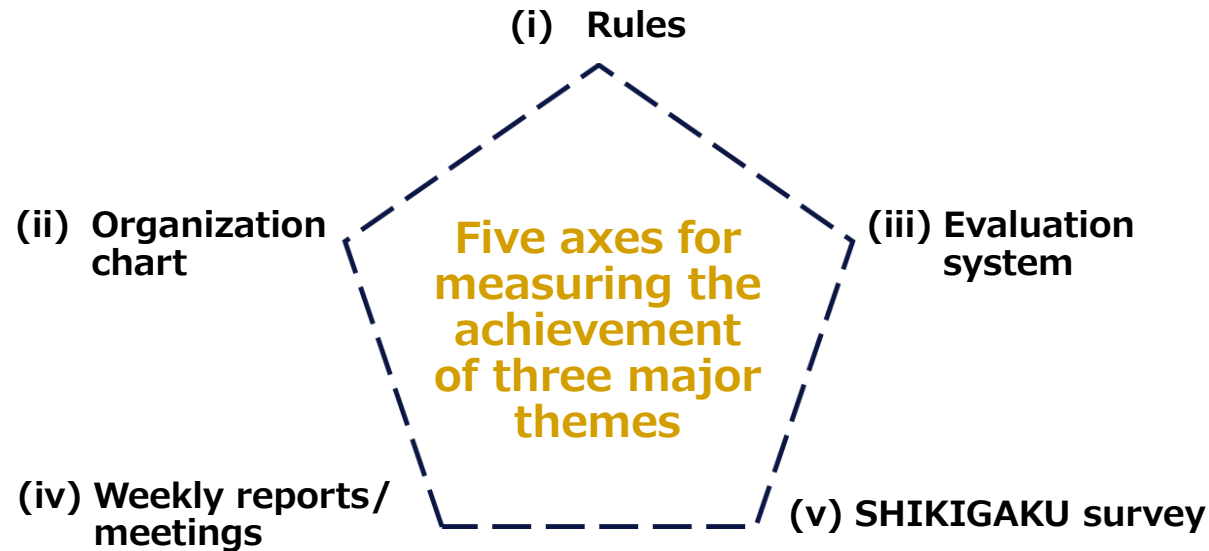 (i) Rules
(ii) Organization
chart
(iii) Evaluation
system
Five axes for
measuring the
achievement
of three major
themes
(iv) Weekly reports/
meetings
(v) SHIKIGAKU survey